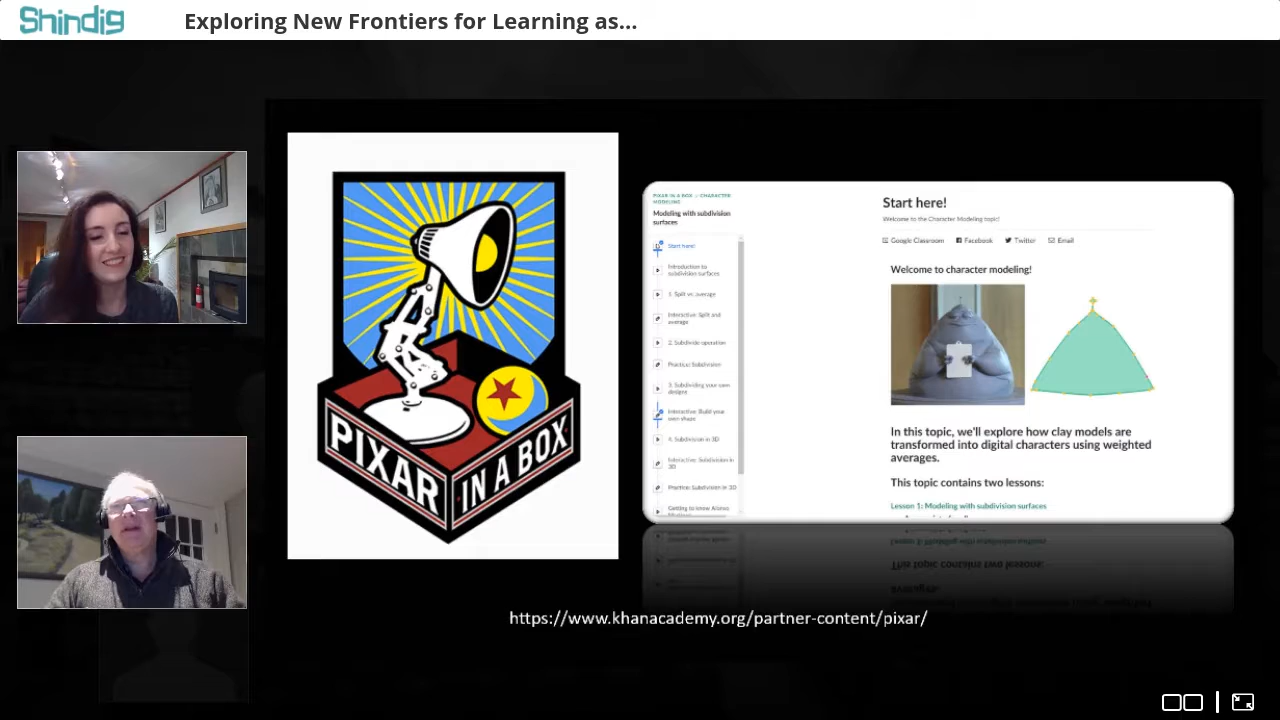 Shindig
Exploring New Frontiers for Learning as...
PIXAR
IN A BOX
PIXAR IN A BOX :: CHARACTER
MODELING
Modeling with subdivision
surfaces
Start here!
Introduction to
subdivision surfaces
1. Split vs. average
Interactive: Split and
average
2. Subdivide operation
Practice: Subdivision
3. Subdividing your own
designs
Interactive: Build your
own shape
4. Subdivision in 3D
Interactive: Subdivision in
3D
Practice: Subdivision in 3D
Getting to know Alonso
Start here!
Welcome to the Character Modeling topic!
Google Classroom Facebook Twitter Email
Welcome to character modeling!
In this topic, we'll explore how clay models are
transformed into digital characters using weighted
averages.
This topic contains two lessons:
Lesson 1: Modeling with subdivision surfaces
https://www.khanacademy.org/partner-content/pixar/